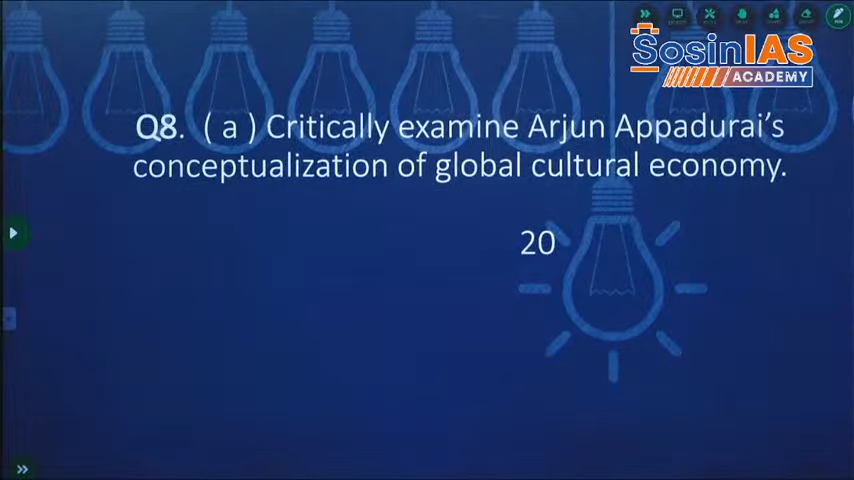 SosinIAS
ACADEMY
Q8. ( a ) Critically examine Arjun Appadurai's
conceptualization of global cultural economy.
20